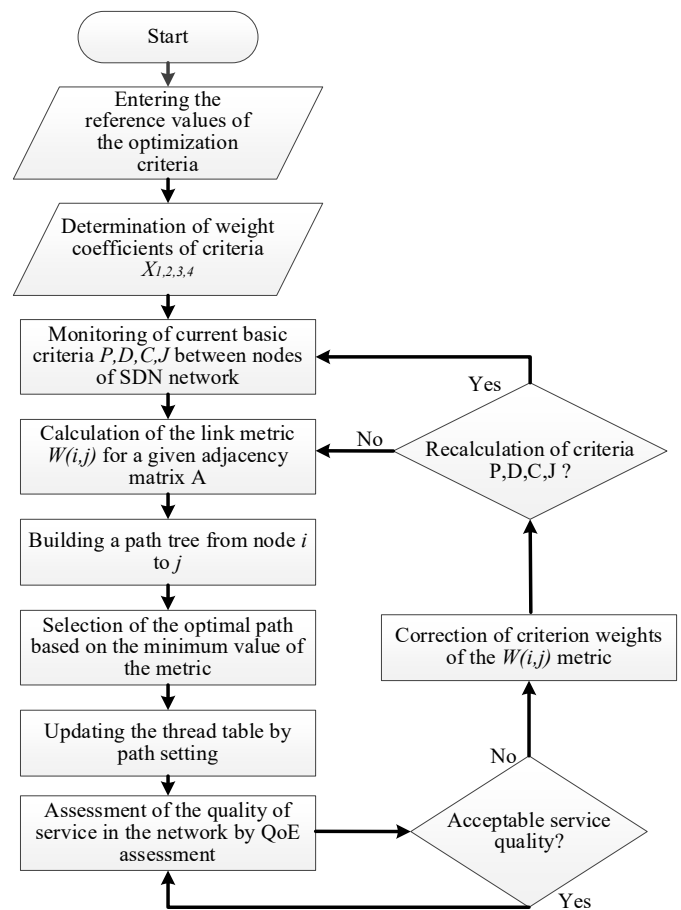 Start
Entering the
reference values of
the optimization
criteria
Determination of weight
coefficients of criteria
X1,2,3,4
Monitoring of current basic
criteria P,D,C,J between nodes
of SDN network
Yes
Calculation of the link metric
W(i,j) for a given adjacency
matrix A
No
Recalculation of criteria
P,D,C,J ?
Building a path tree from node i
to j
Selection of the optimal path
based on the minimum value of
the metric
Correction of criterion weights
of the W(i,j) metric
Updating the thread table by
path setting
No
Assessment of the quality of
service in the network by QoE
assessment
Acceptable service
quality?
Yes